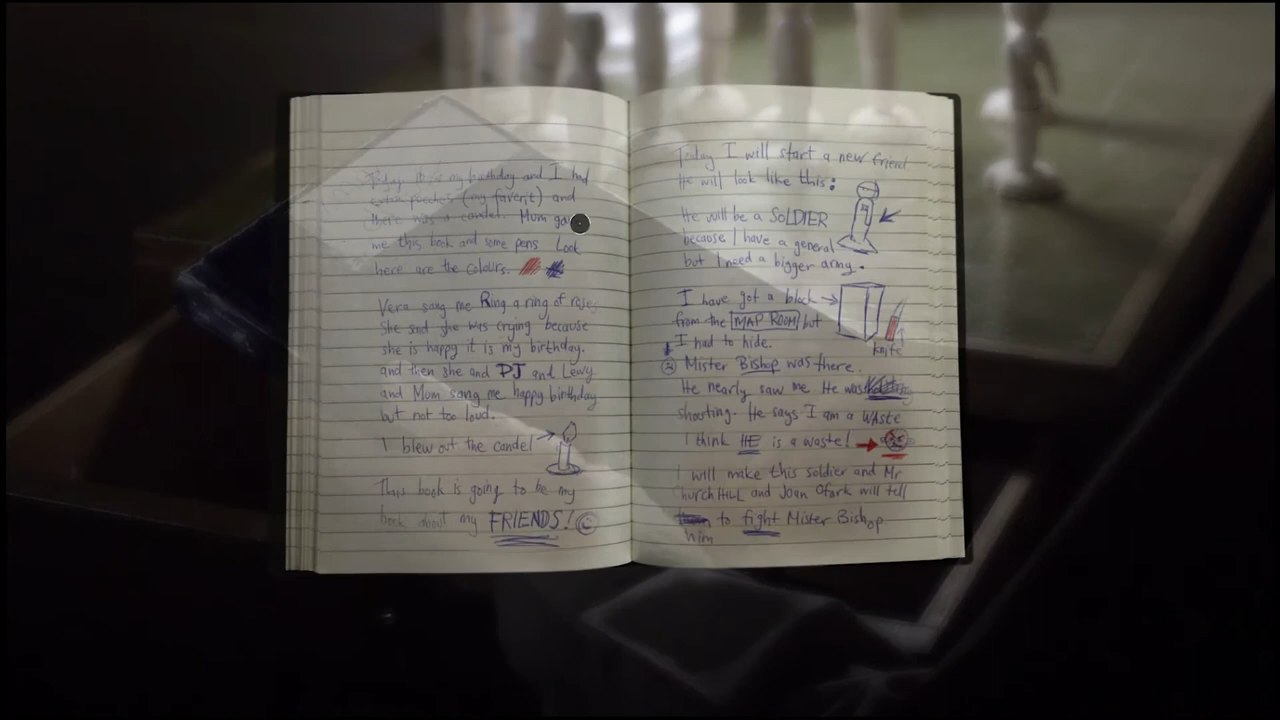 Today it is my birthday and I had
peeches (my faverit) and
there was a candel. Mum ga
me this book and some pens Look
here are the colours.
Vera sang me Ring a ring of roses
She said she was crying because
she is happy it is my birthday.
and then she and PJ and Lewy
and Mum sang me happy birthday
but not too loud.
I blew out the candel
This book is going to be my
book about my FRIENDS!
Today I will start a new friend
He will look like this:
He will be a SOLDIER
because I have a general
but I need a bigger army.
I have got a block
from the MAP ROOM but
knife
I had to hide.
Mister Bishop was there.
He nearly saw me. He was
shouting. He says I am a waste
I think HE is a waste!
I will make this soldier and Mr
Church HILL and Joan Ofark will tell
him to fight Mister Bishop